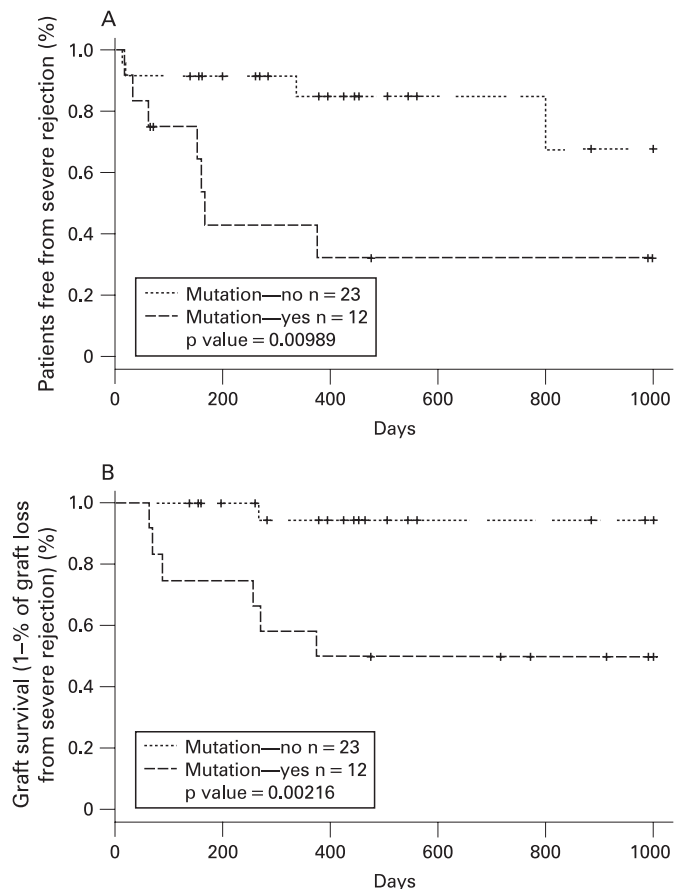 A
Patients free from severe rejection (%)
1.0
0.8
0.6
0.4
0.2
0
Mutation—no n = 23
Mutation—yes n = 12
p value = 0.00989
0 200 400 600 800 1000
Days
B
Graft survival (1–% of graft loss
from severe rejection) (%)
1.0
0.8
0.6
0.4
0.2
0
Mutation—no n = 23
Mutation—yes n = 12
p value = 0.00216
0 200 400 600 800 1000
Days